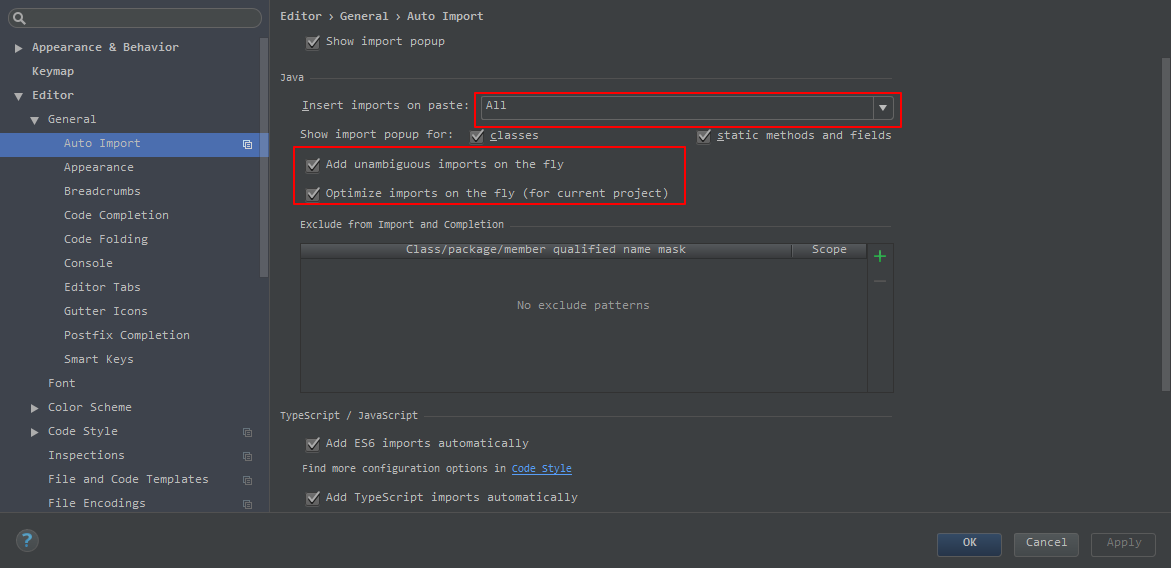 Appearance & Behavior
Keymap
Editor
General
Auto Import
Appearance
Breadcrumbs
Code Completion
Code Folding
Console
Editor Tabs
Gutter Icons
Postfix Completion
Smart Keys
Font
Color Scheme
Code Style
Inspections
File and Code Templates
File Encodings
Editor › General › Auto Import
Show import popup
Java
Insert imports on paste: All
Show import popup for: classes static methods and fields
Add unambiguous imports on the fly
Optimize imports on the fly (for current project)
Exclude from Import and Completion
Class/package/member qualified name mask Scope
No exclude patterns
TypeScript / JavaScript
Add ES6 imports automatically
Find more configuration options in Code Style
Add TypeScript imports automatically
? OK Cancel Apply